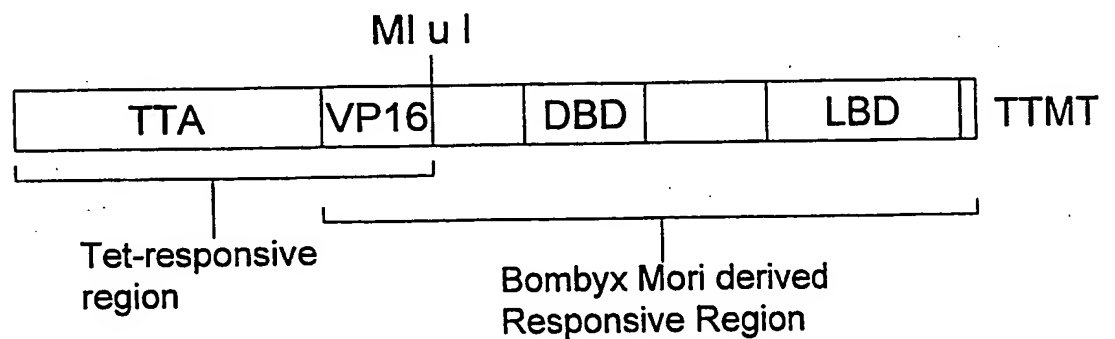 Ml u I
TTA VP16 DBD LBD TTMT
Tet-responsive
region
Bombyx Mori derived
Responsive Region